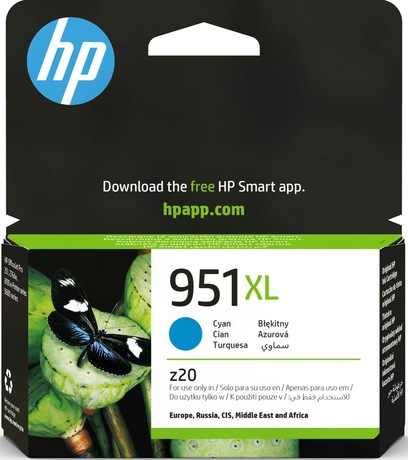 hp
Download the free HP Smart app.
hpapp.com
951XL
Cyan Błękitny
Cian Azurová
Turquesa سماوي
z20
For use only in / Solo para su uso en / Apenas para uso em /
Do użytku tylko w / K použití pouze v / للاستخدام فقط في:
Europe, Russia, CIS, Middle East and Africa